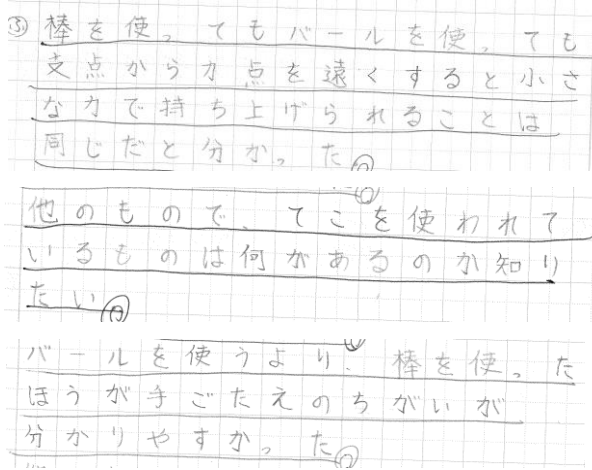 ㋫棒を使ってもバールを使っても
支点から力点を遠くすると小さ
な力で持ち上げられることは
同じだと分かった。
他のもので、てこを使われて
いるものは何があるのか知り
たい。
バールを使うより、棒を使った
ほうが手ごたえのちがいが
分かりやすかった。